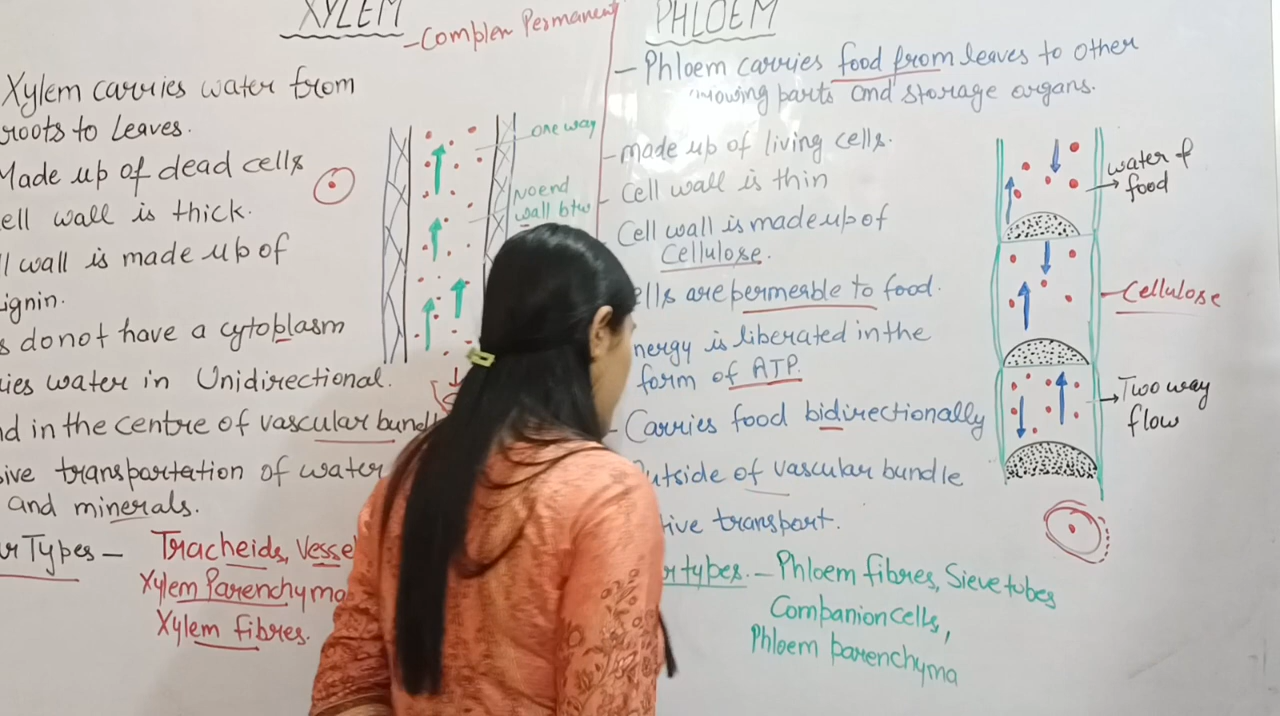 XYLEM
- Complex Permanent
Xylem carries water from
roots to leaves.
Made up of dead cells
ell wall is thick.
ll wall is made up of
ignin.
s donot have a cytoplasm
ies water in Unidirectional.
nd in the centre of vascular bundl
sive transportation of water
and minerals.
ur Types - Tracheids, Vesse
Xylem Parenchyma
Xylem fibres.
one way
No end
wall btw
PHLOEM
- Phloem carries food from leaves to other
growing parts and storage organs.
- made up of living cells.
- Cell wall is thin
Cell wall is made up of
Cellulose.
ells are permeable to food.
nergy is liberated in the
form of ATP.
- Carries food bidirectionally
utside of vascular bundle
tive transport.
ur types. - Phloem fibres, Sieve tubes
Companion cells,
Phloem parenchyma
water &
food
Cellulose
Two way
flow